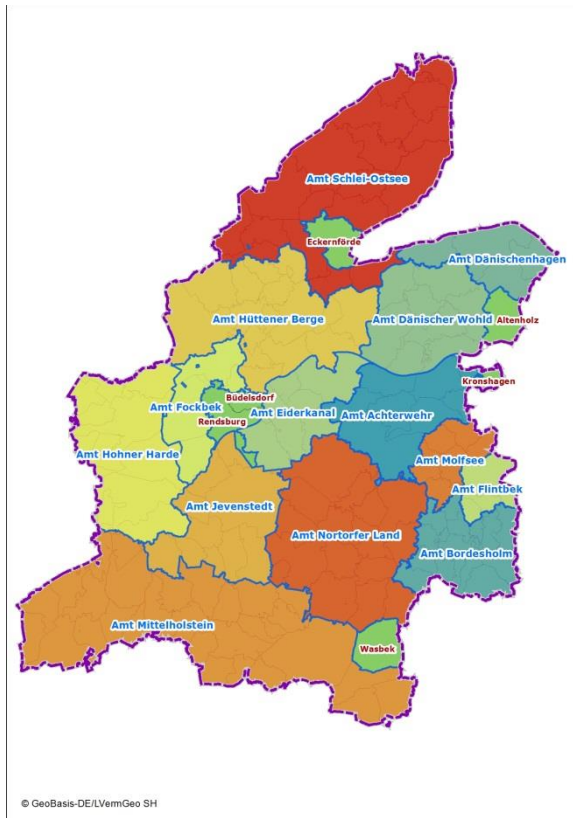 Amt Schlei-Ostsee
Eckernförde
Amt Dänischenhagen
Amt Hüttener Berge
Amt Dänischer Wohld
Altenholz
Kronshagen
Büdelsdorf
Amt Fockbek
Amt Eiderkanal
Amt Achterwehr
Rendsburg
Amt Hohner Harde
Amt Molfsee
Amt Flintbek
Amt Jevenstedt
Amt Nortorfer Land
Amt Bordesholm
Amt Mittelholstein
Wasbek
© GeoBasis-DE/LVermGeo SH